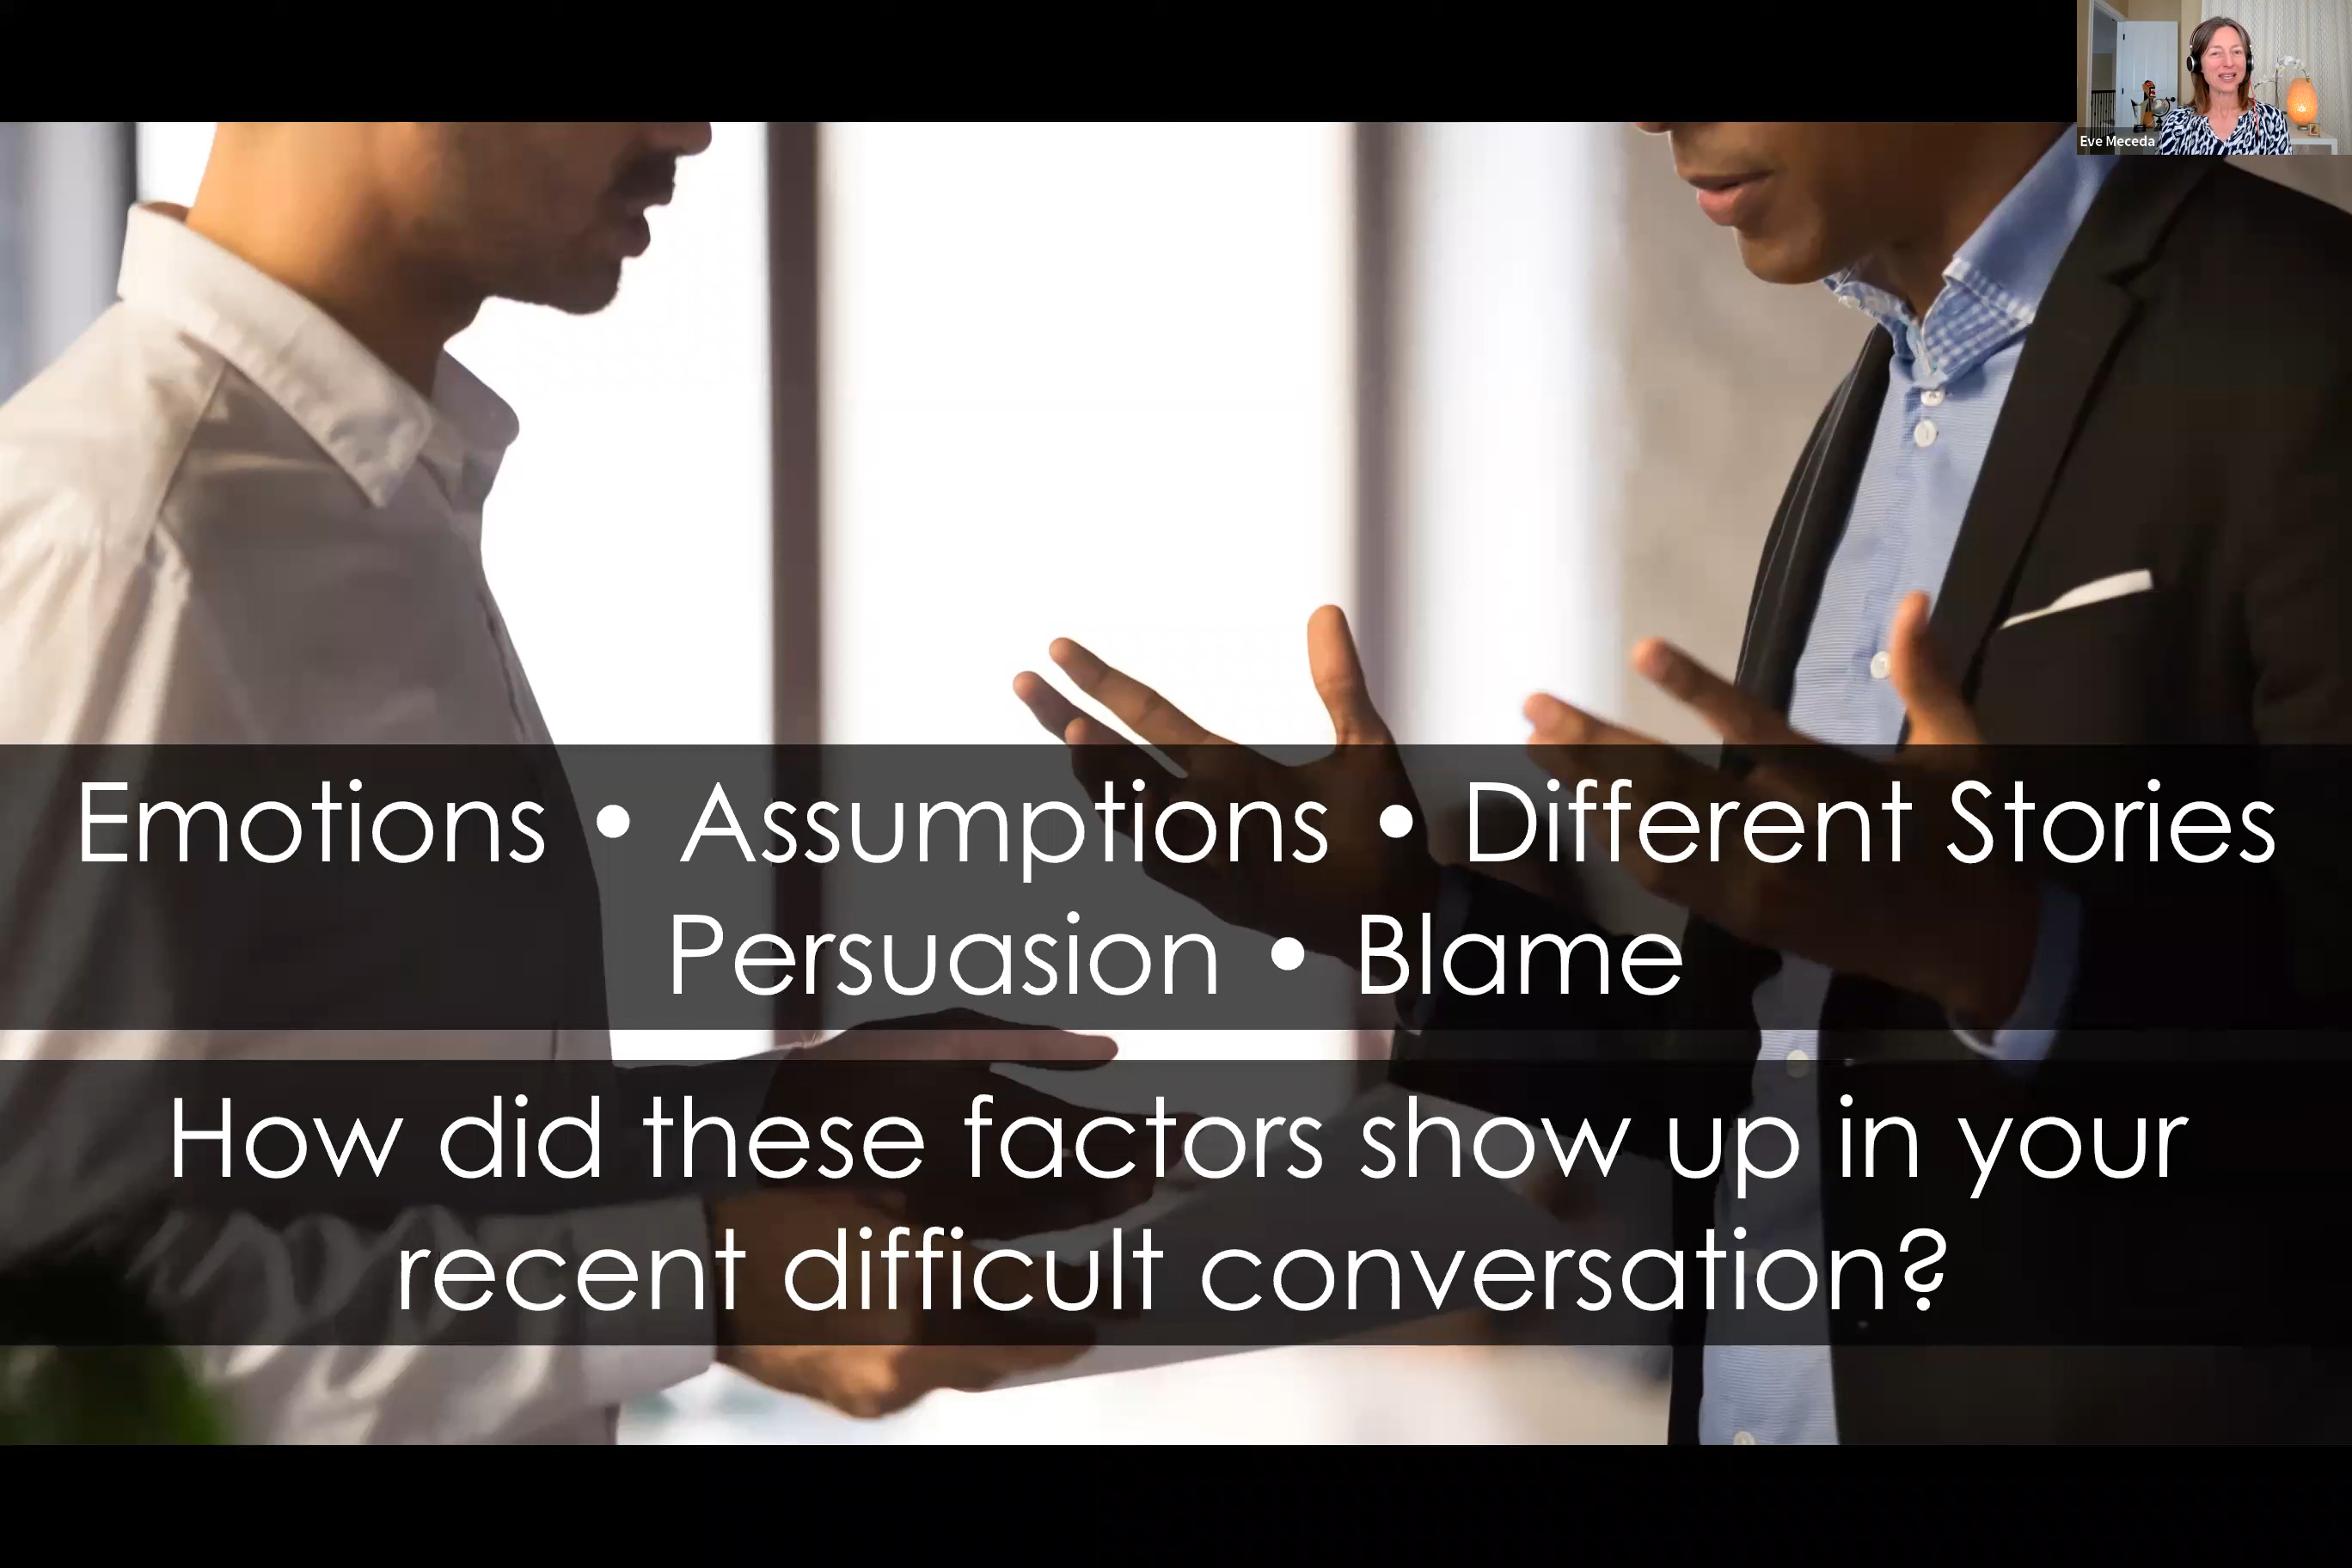 Eve Meceda
Emotions • Assumptions • Different Stories
Persuasion • Blame
How did these factors show up in your
recent difficult conversation?